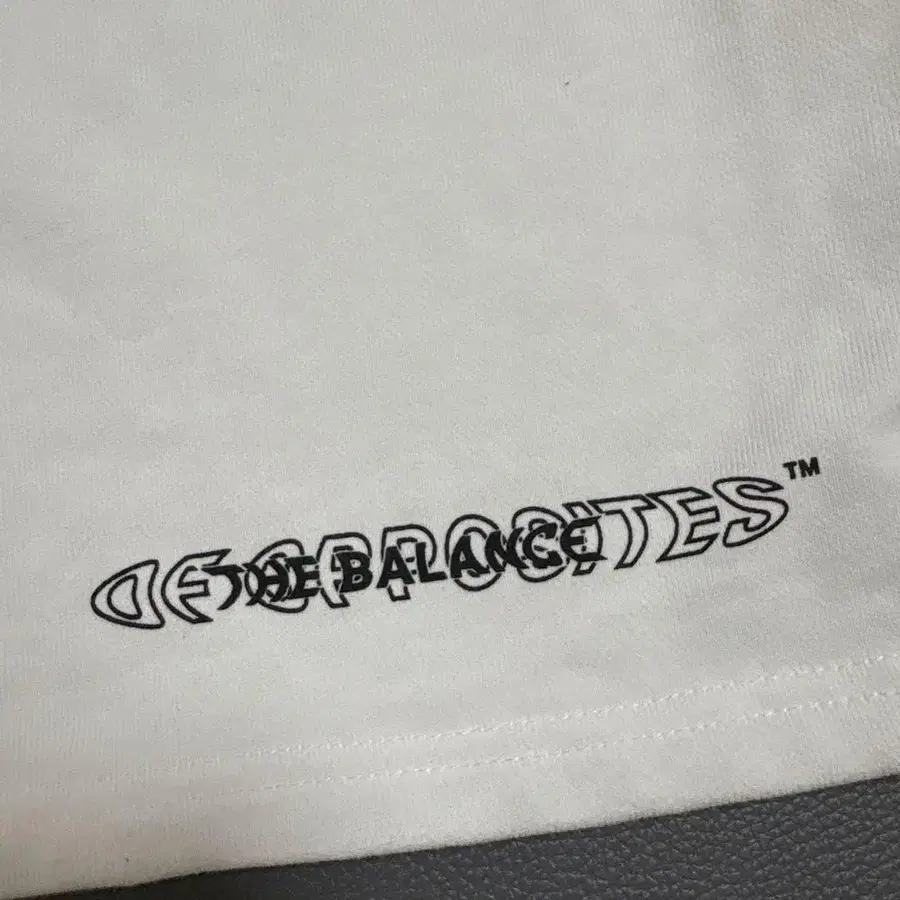 THE BALANCE
OF OPPOSITES™